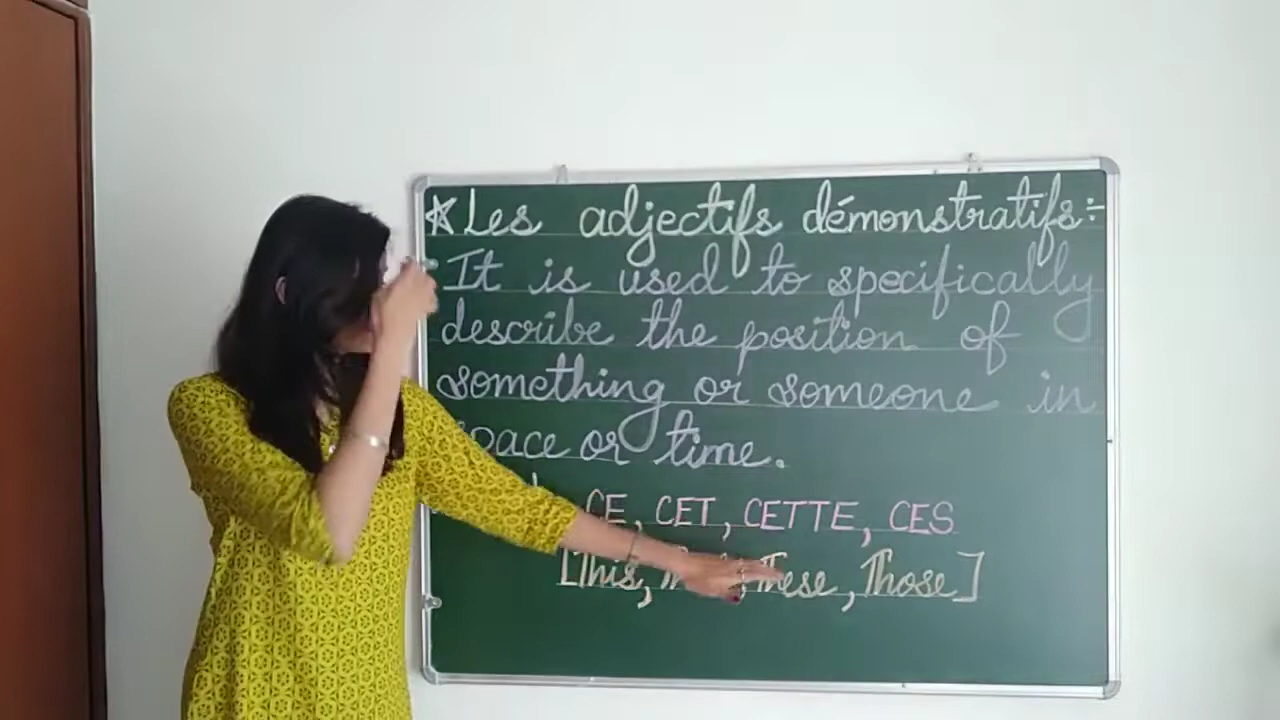 ★ Les adjectifs démonstratifs:-
It is used to specifically
describe the position of
something or someone in
space or time.
CE, CET, CETTE, CES
[This, These, Those]